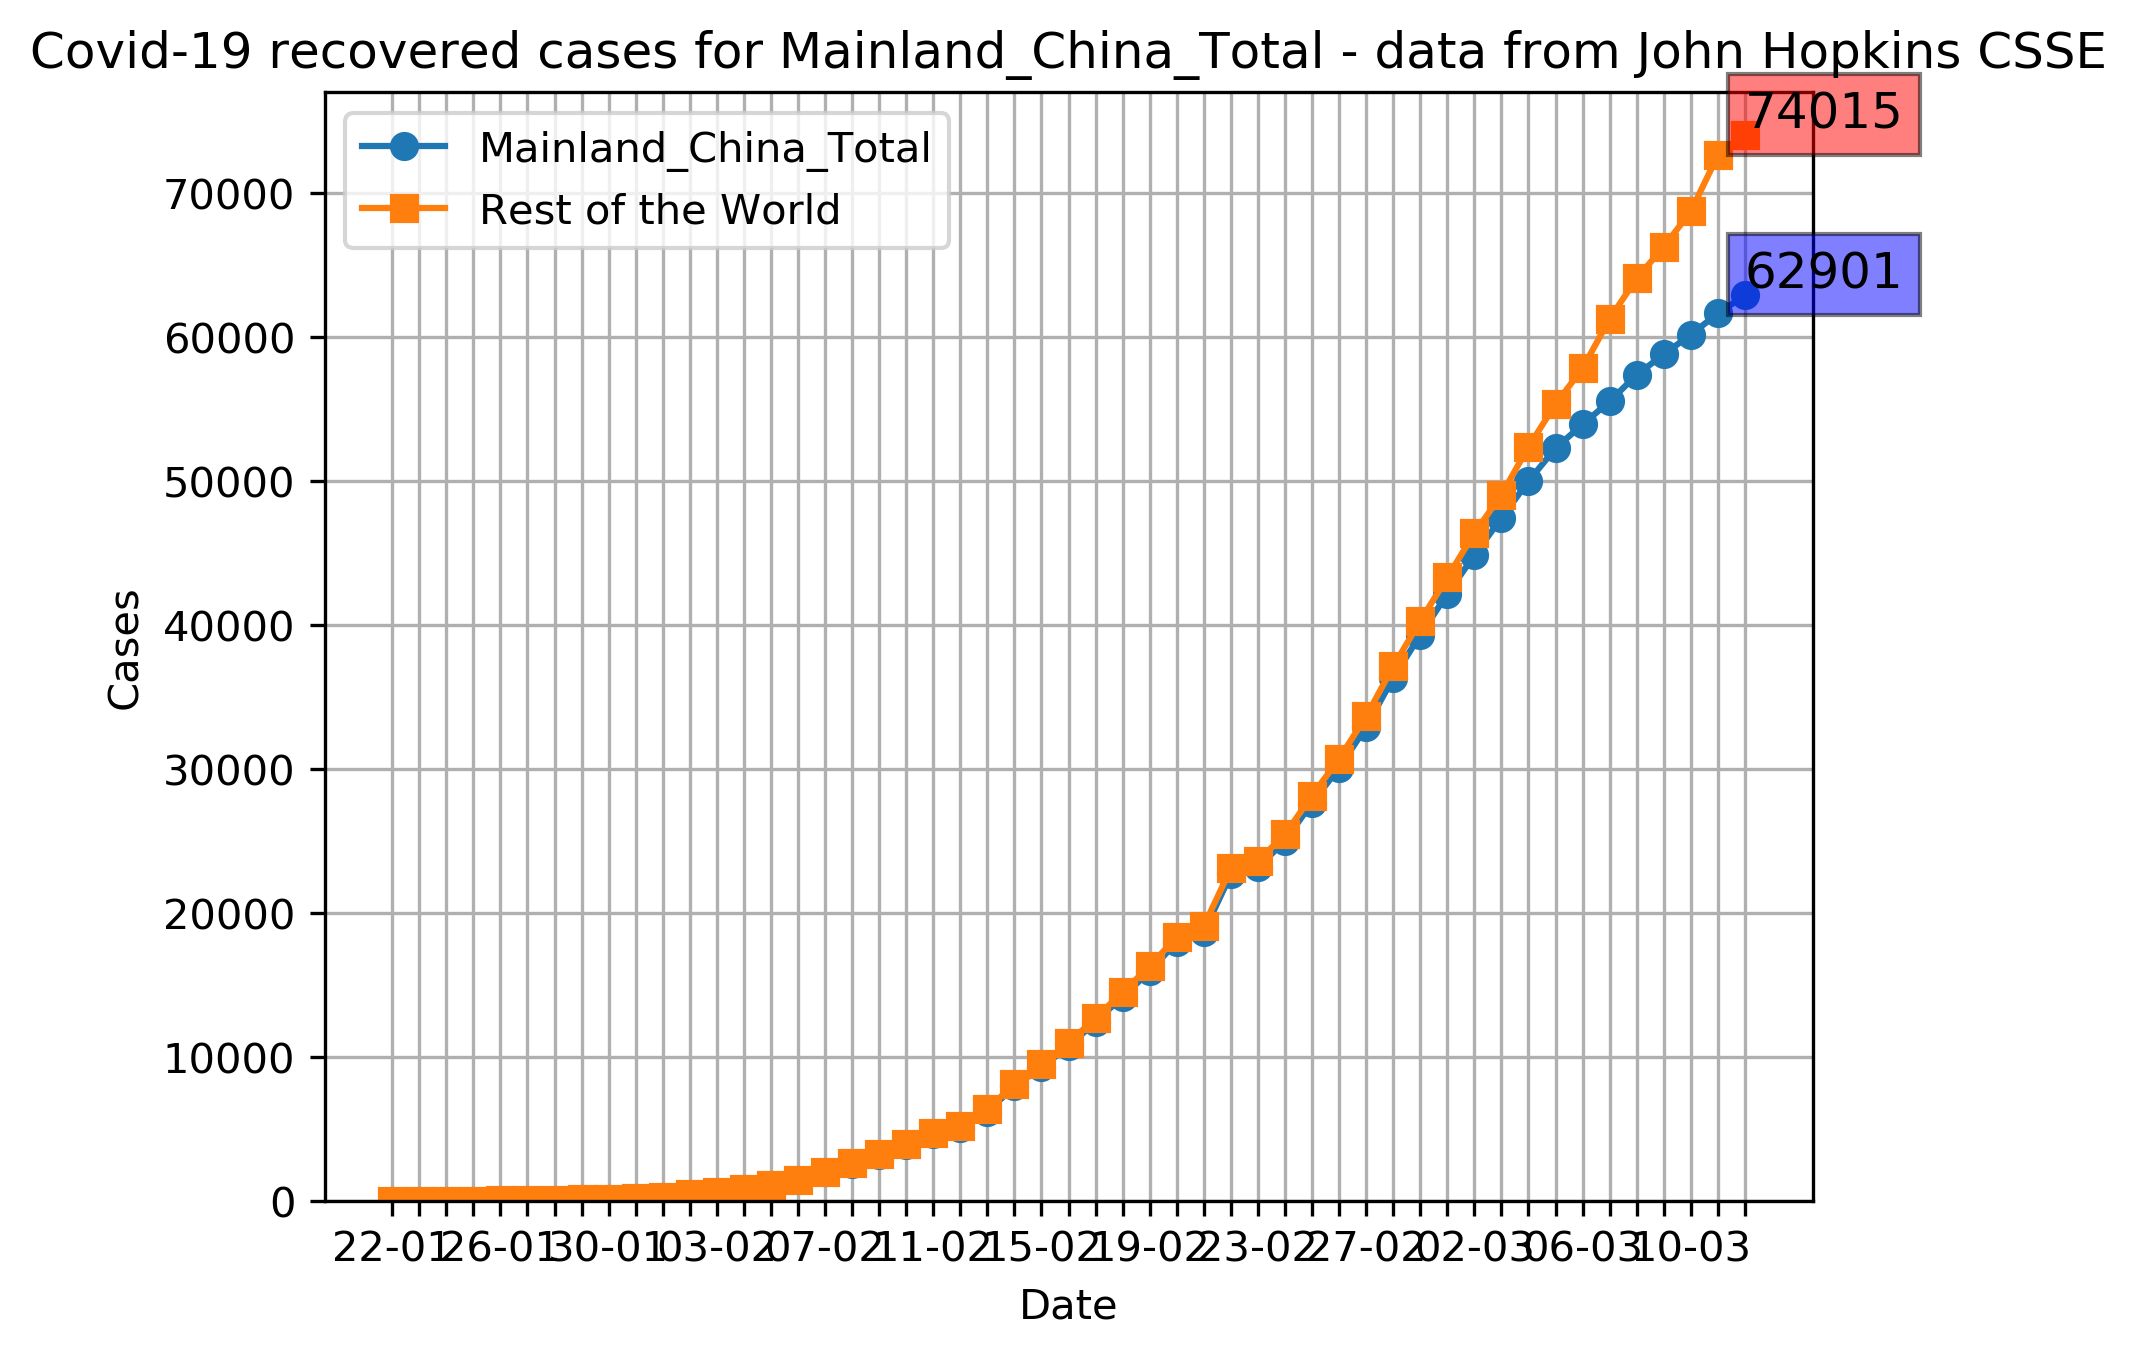 Covid-19 recovered cases for Mainland_China_Total - data from John Hopkins CSSE
74015
Mainland_China_Total
Rest of the World
70000
62901
60000
50000
40000
30000
20000
10000
0
Cases
22-01 26-01 30-01 03-02 07-02 11-02 15-02 19-02 23-02 27-02 02-03 06-03 10-03
Date